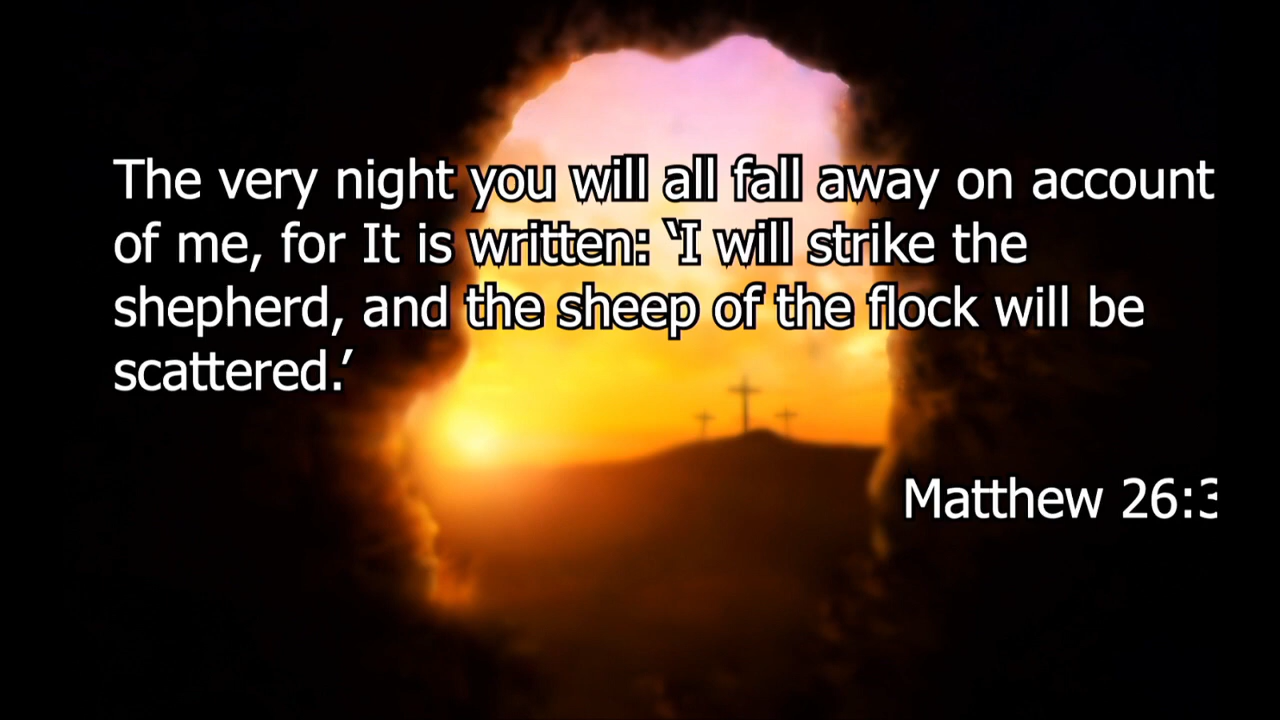 The very night you will all fall away on account
of me, for It is written: ‘I will strike the
shepherd, and the sheep of the flock will be
scattered.’
Matthew 26:3